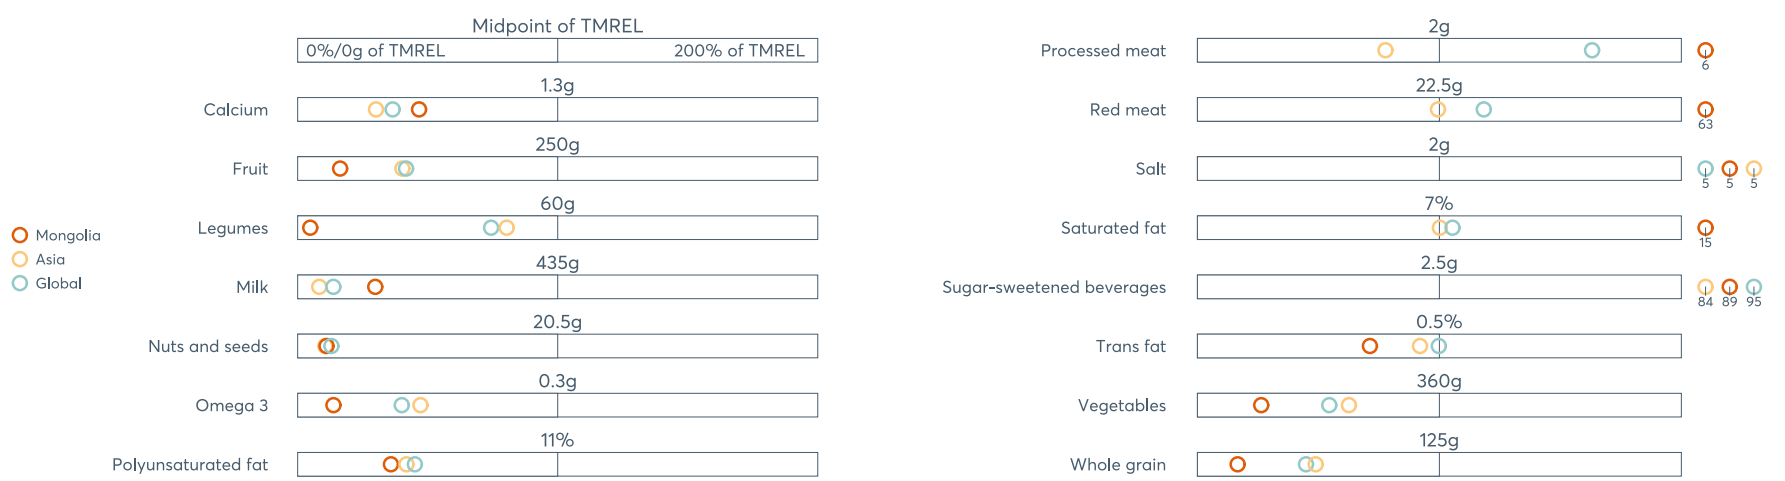 Midpoint of TMREL
0%/0g of TMREL 200% of TMREL
1.3g
Calcium
250g
Fruit
60g
Legumes
435g
Milk
20.5g
Nuts and seeds
0.3g
Omega 3
11%
Polyunsaturated fat
Mongolia
Asia
Global
2g
Processed meat
6
22.5g
Red meat
63
2g
Salt
5 5 5
7%
Saturated fat
15
2.5g
Sugar-sweetened beverages
84 89 95
0.5%
Trans fat
360g
Vegetables
125g
Whole grain